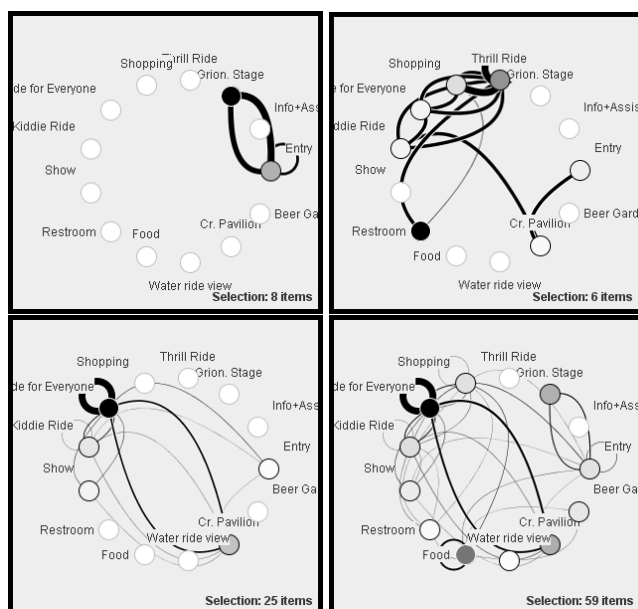 Thrill Ride
Shopping
Grion. Stage
de for Everyone
Info+Assis
Kiddie Ride
Entry
Show
Beer Gard
Cr. Pavilion
Restroom
Food
Water ride view
Selection: 8 items
Thrill Ride
Shopping
Grion. Stage
ide for Everyone
Info+Assis
Kiddie Ride
Entry
Show
Beer Gard
Cr. Pavilion
Restroom
Food
Water ride view
Selection: 6 items
Thrill Ride
Shopping
Grion. Stage
de for Everyone
Info+Ass
Kiddie Ride
Entry
Show
Beer Ga
Cr. Pavilion
Restroom
Water ride view
Food
Selection: 25 items
Thrill Ride
Shopping
Grion. Stage
de for Everyone
Info+Ass
Kiddie Ride
Entry
Show
Beer Ga
Cr. Pavilion
Restroom
Water ride view
Food
Selection: 59 items